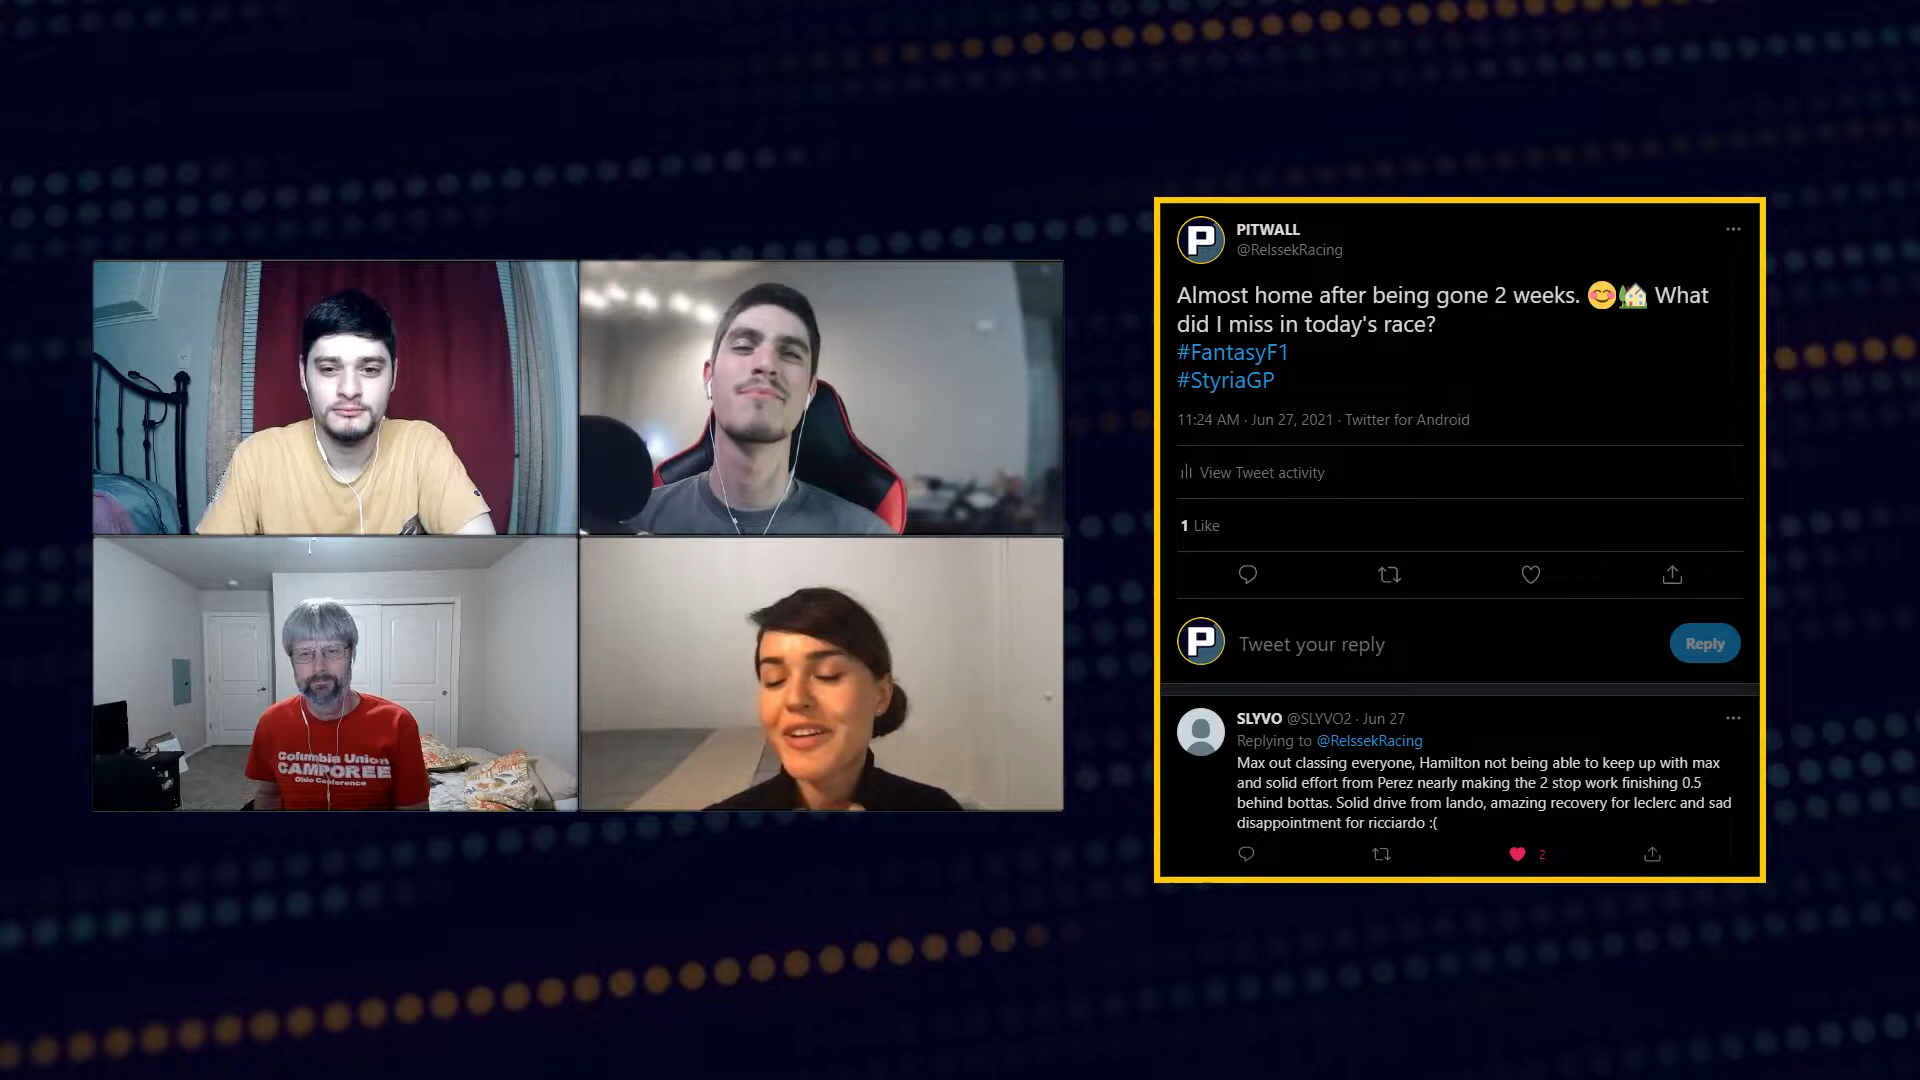 Columbia Union
CAMPOREE
Ohio Conference
P
PITWALL
@RelssekRacing
Almost home after being gone 2 weeks. 😊🏡 What
did I miss in today's race?
#FantasyF1
#StyriaGP
11:24 AM · Jun 27, 2021 · Twitter for Android
View Tweet activity
1 Like
P
Tweet your reply
Reply
SLYVO @SLYVO2 · Jun 27
Replying to @RelssekRacing
Max out classing everyone, Hamilton not being able to keep up with max
and solid effort from Perez nearly making the 2 stop work finishing 0.5
behind bottas. Solid drive from lando, amazing recovery for leclerc and sad
disappointment for ricciardo :(
2